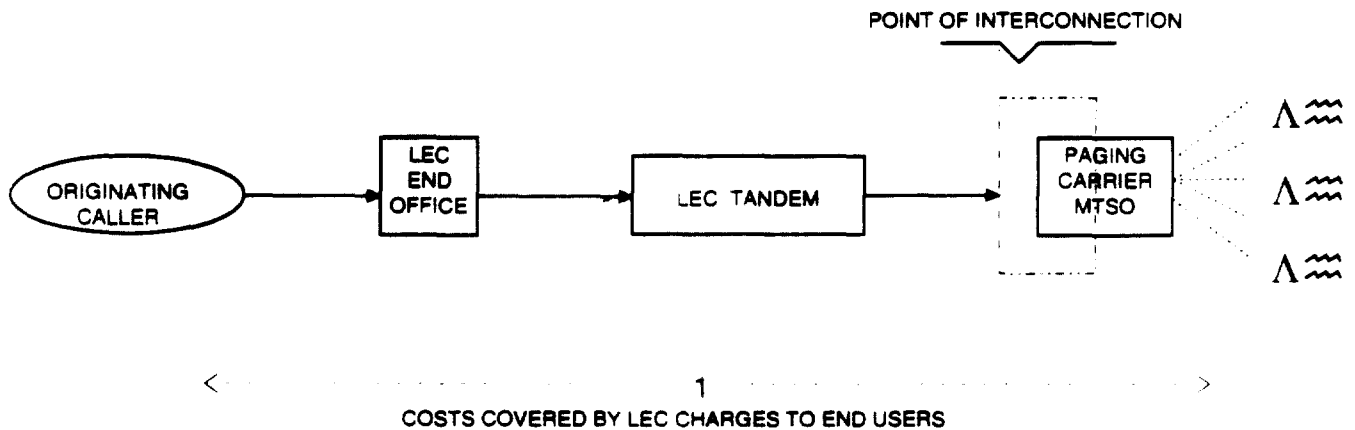 POINT OF INTERCONNECTION
ORIGINATING
CALLER
LEC
END
OFFICE
LEC TANDEM
PAGING
CARRIER
MTSO
1
COSTS COVERED BY LEC CHARGES TO END USERS